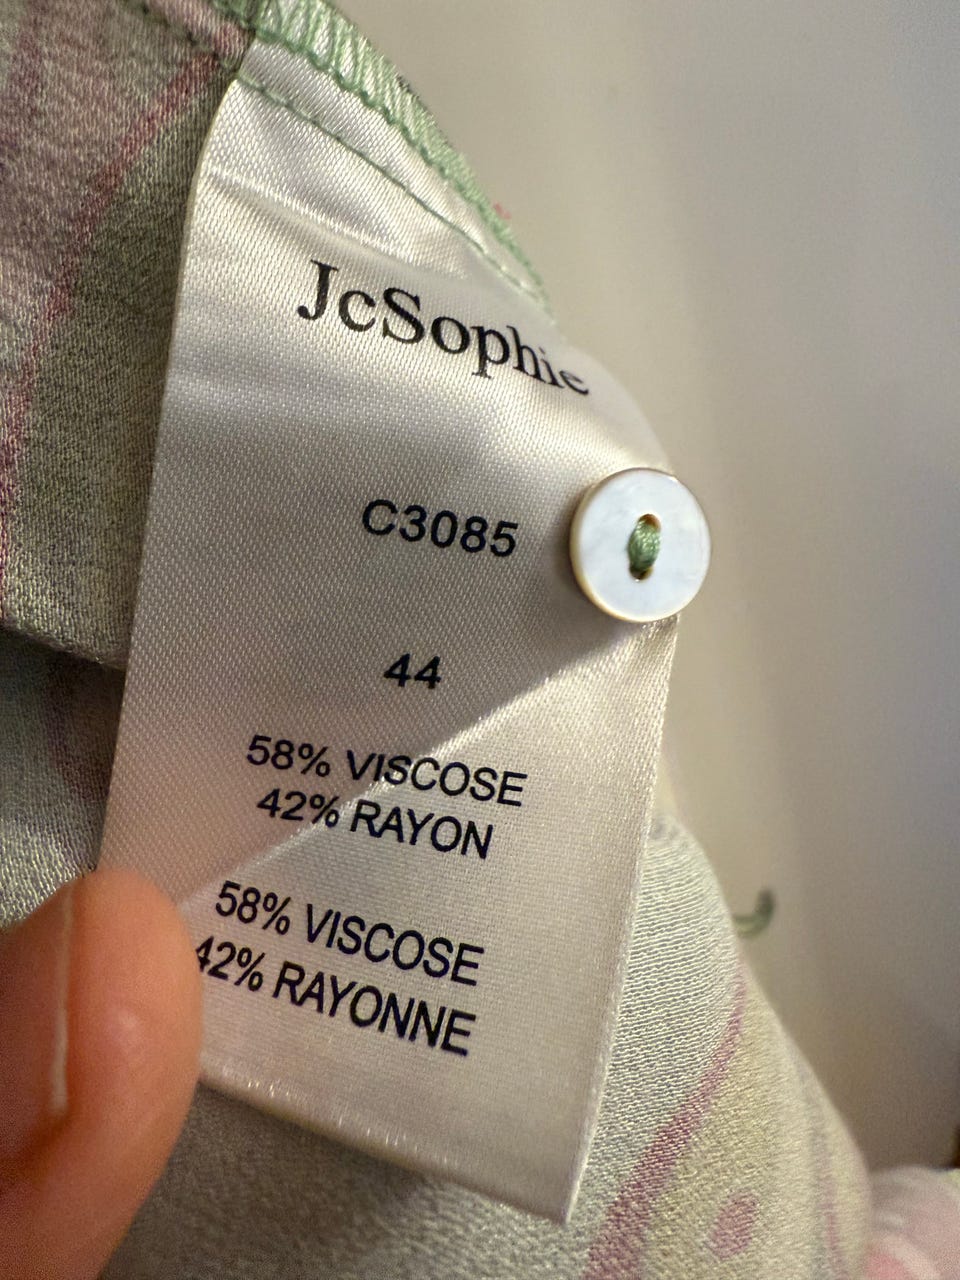 JcSophie
C3085
44
58% VISCOSE
42% RAYON
58% VISCOSE
42% RAYONNE